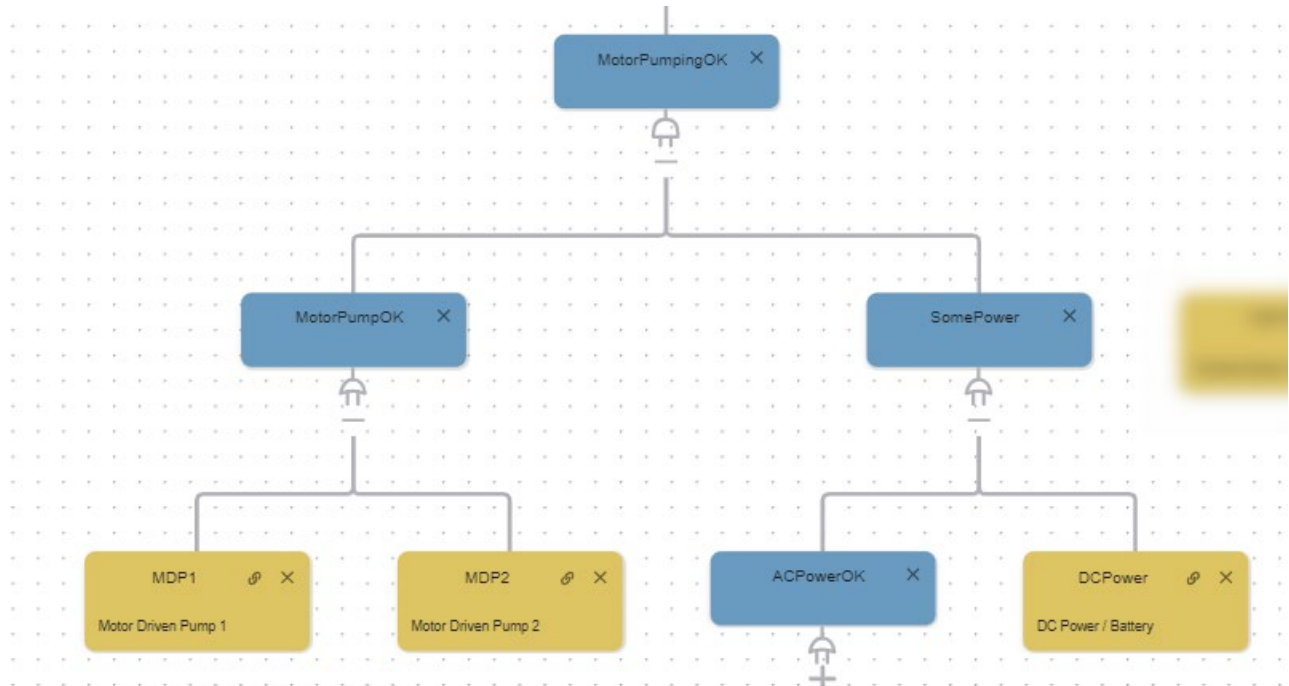 MotorPumpingOK
MotorPumpOK
SomePower
MDP1
Motor Driven Pump 1
MDP2
Motor Driven Pump 2
ACPowerOK
DCPower
DC Power / Battery